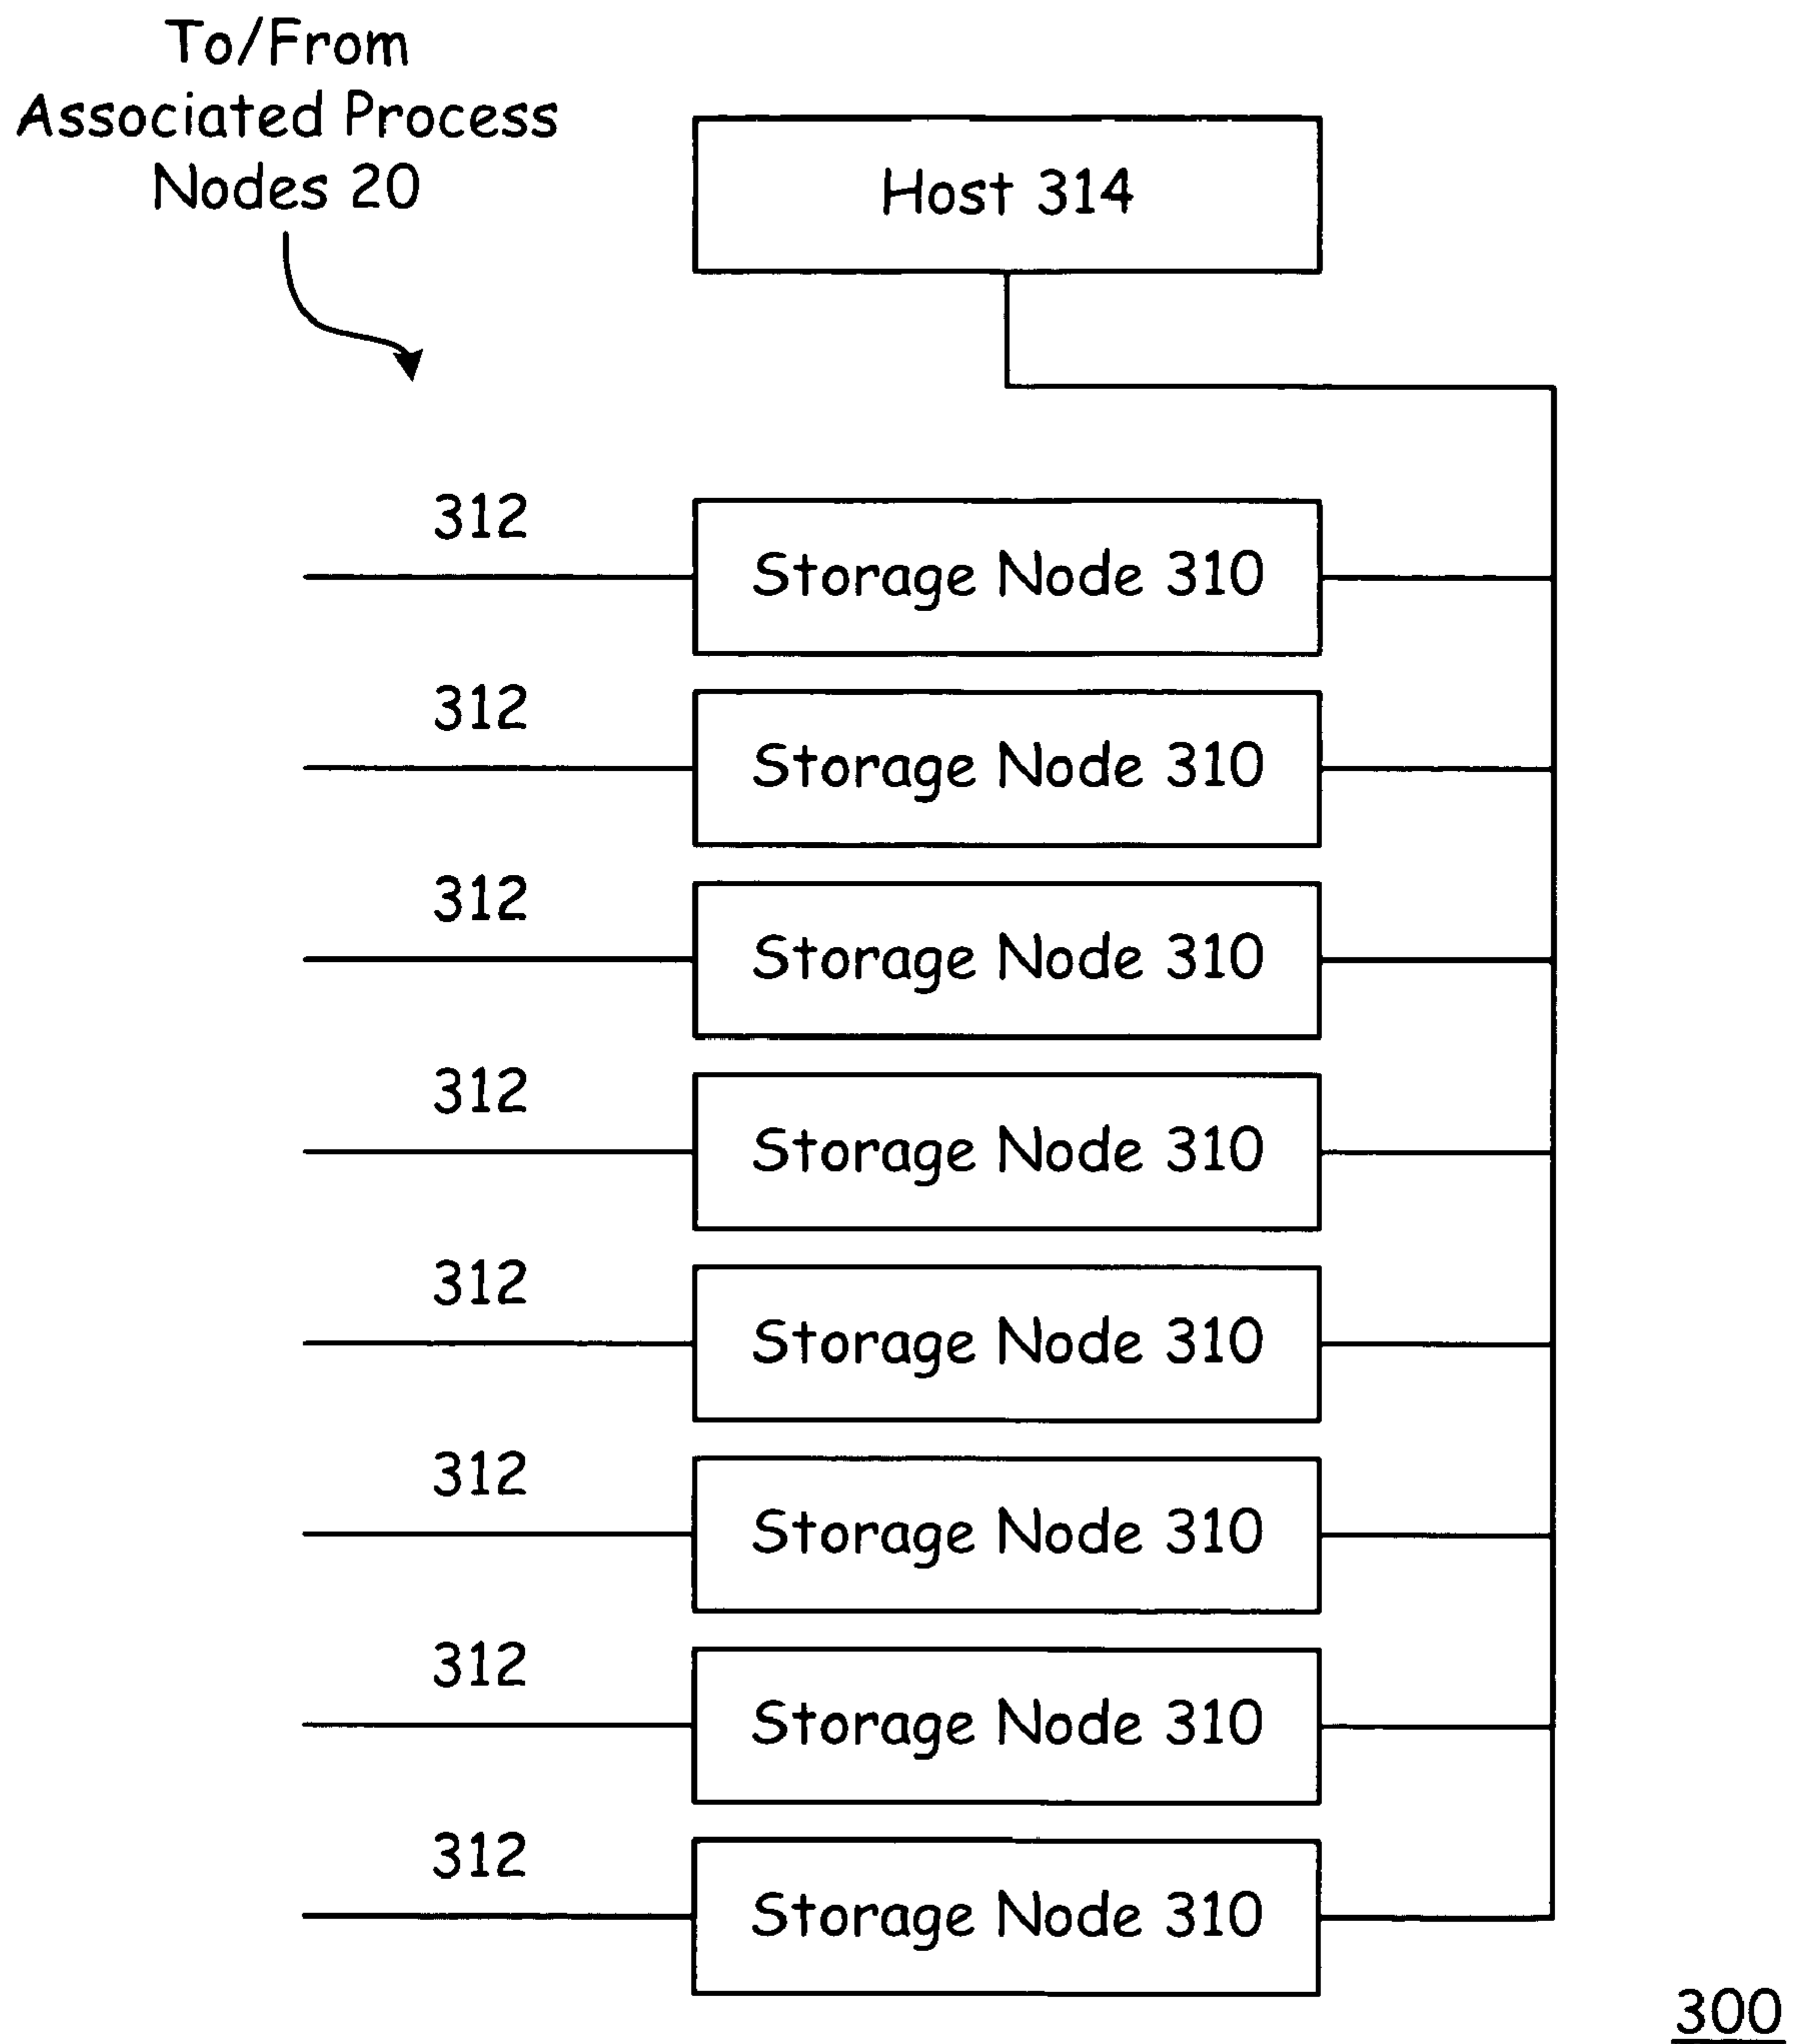 To/From
Associated Process
Nodes 20
Host 314
312
Storage Node 310
312
Storage Node 310
312
Storage Node 310
312
Storage Node 310
312
Storage Node 310
312
Storage Node 310
312
Storage Node 310
312
Storage Node 310
300